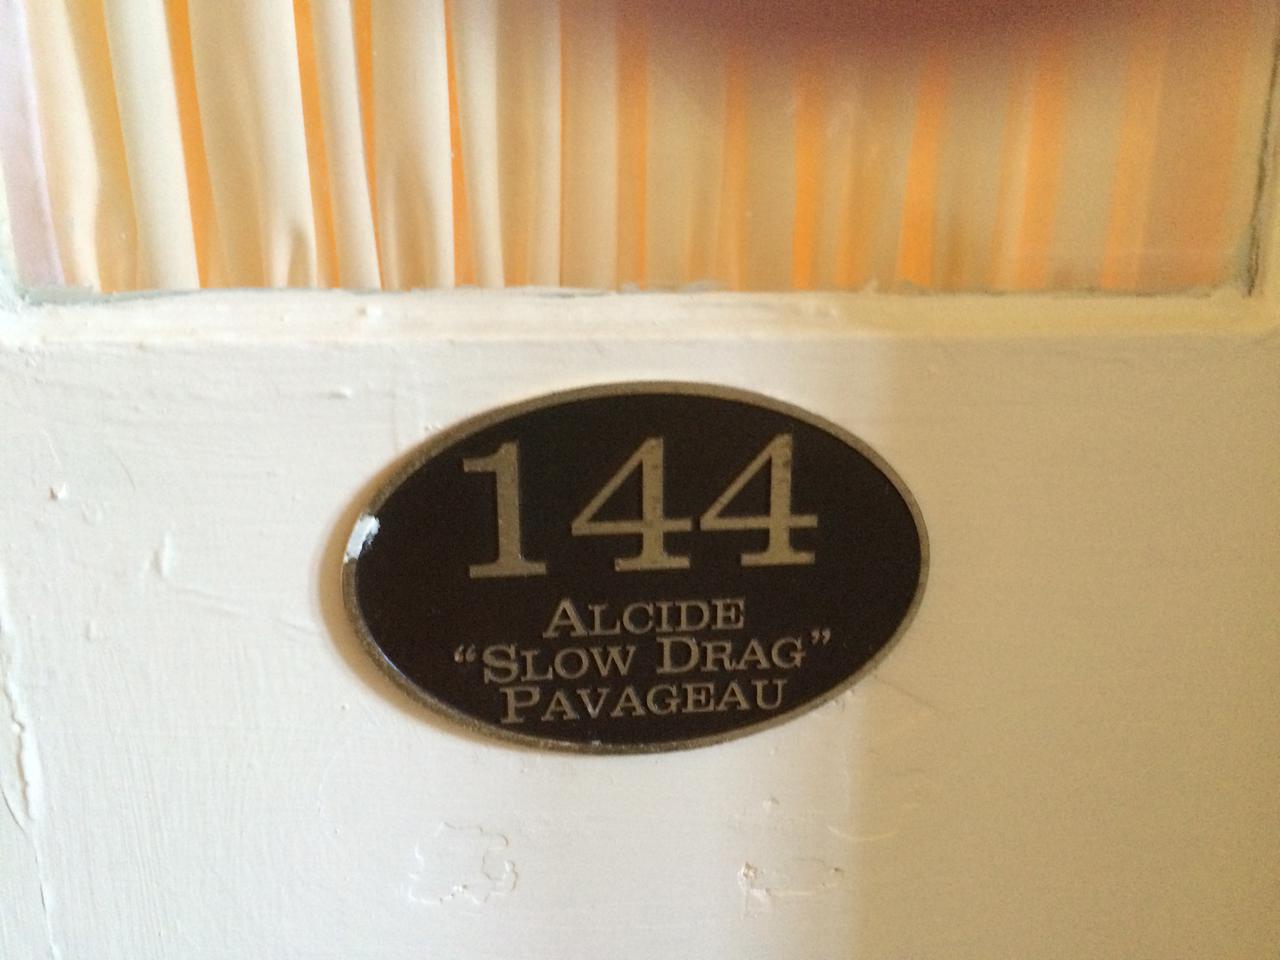 144
ALCIDE
“SLOW DRAG”
PAVAGEAU